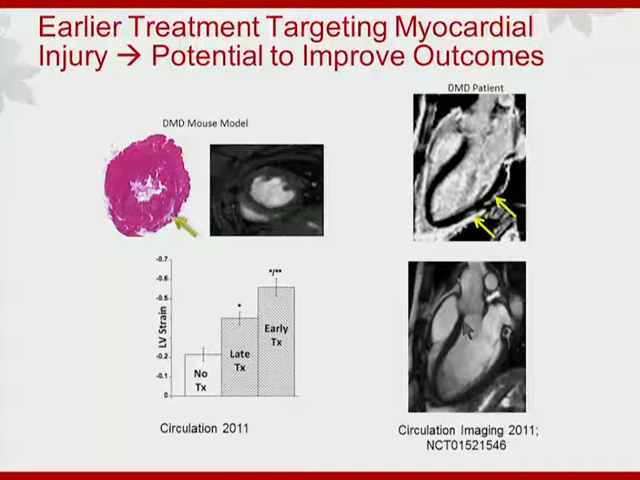 Earlier Treatment Targeting Myocardial
Injury → Potential to Improve Outcomes
DMD Mouse Model
DMD Patient
-0.7
-0.6
*/**
-0.5
*
-0.4
LV Strain
Early
Tx
Late
Tx
-0.2
No
Tx
-0.1
0
Circulation 2011
Circulation Imaging 2011;
NCT01521546